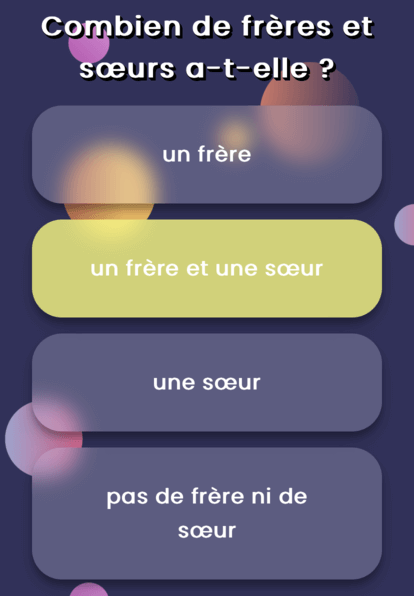 Combien de frères et
sœurs a-t-elle ?
un frère
un frère et une sœur
une sœur
pas de frère ni de
sœur